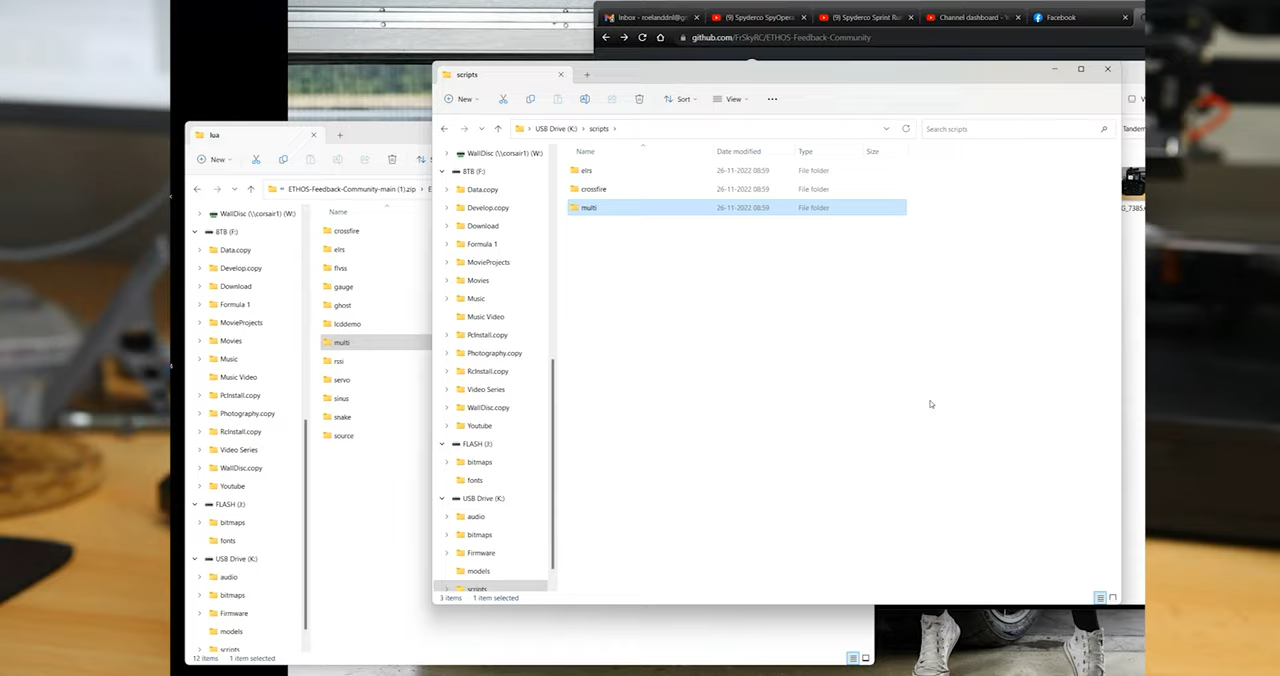 Inbox - roelanddnl@gm
(9) Spyderco SpyOpera
(9) Spyderco Sprint Ru
Channel dashboard -
Facebook
github.com/FrSkyRC/ETHOS-Feedback-Community
scripts
New
Sort
View
USB Drive (K:) > scripts >
Search scripts
Tandem
Name
Date modified
Type
Size
elrs 26-11-2022 08:59 File folder
crossfire 26-11-2022 08:59 File folder
multi 26-11-2022 08:59 File folder
G_7385.
WallDisc (\\corsair1) (W:)
8TB (F:)
Data.copy
Develop.copy
Download
Formula 1
MovieProjects
Movies
Music
Music Video
PcInstall.copy
Photography.copy
RcInstall.copy
Video Series
WallDisc.copy
Youtube
FLASH (J:)
bitmaps
fonts
USB Drive (K:)
audio
bitmaps
Firmware
models
scripts
3 items 1 item selected
lua
New
ETHOS-Feedback-Community-main (1).zip > E
Name
crossfire
elrs
flvss
gauge
ghost
lcddemo
multi
rssi
servo
sinus
snake
source
WallDisc (\\corsair1) (W:)
8TB (F:)
Data.copy
Develop.copy
Download
Formula 1
MovieProjects
Movies
Music
Music Video
PcInstall.copy
Photography.copy
RcInstall.copy
Video Series
WallDisc.copy
Youtube
FLASH (J:)
bitmaps
fonts
USB Drive (K:)
audio
bitmaps
Firmware
models
scripts
12 items 1 item selected